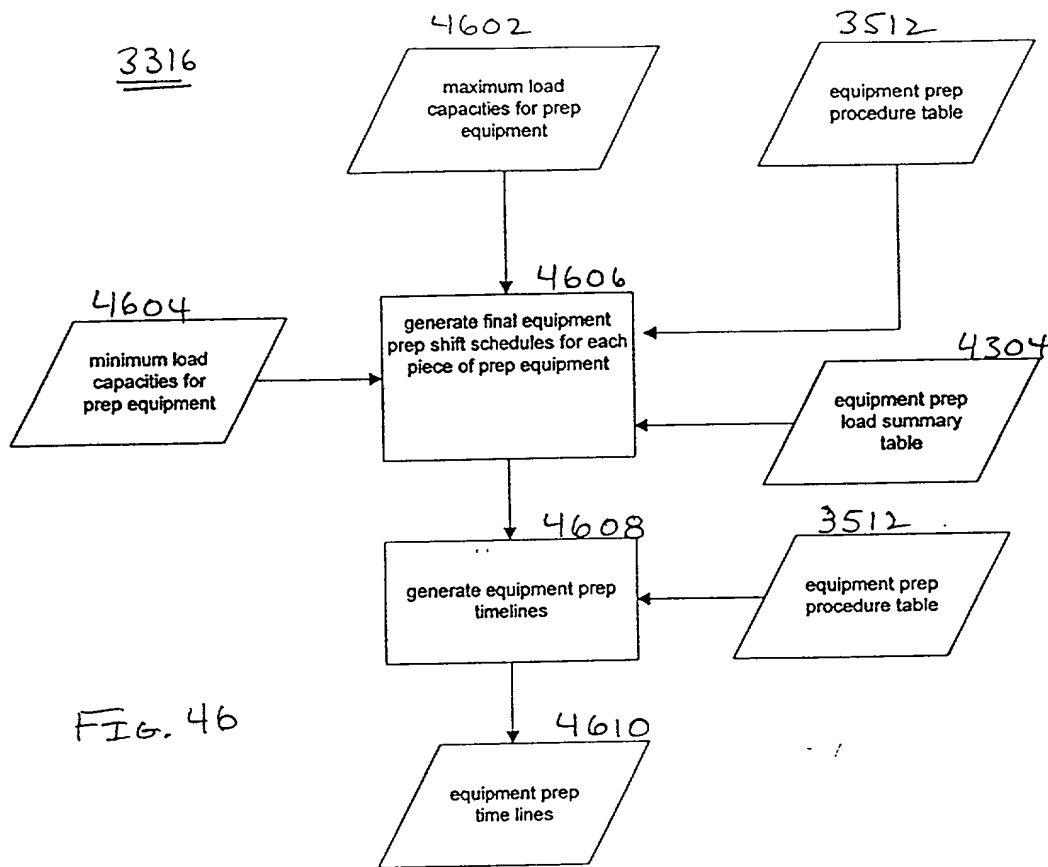 3316
4602
maximum load
capacities for prep
equipment
3512
equipment prep
procedure table
4604
minimum load
capacities for
prep equipment
4606
generate final equipment
prep shift schedules for each
piece of prep equipment
4304
equipment prep
load summary
table
4608
generate equipment prep
timelines
3512
equipment prep
procedure table
FIG. 46
4610
equipment prep
time lines